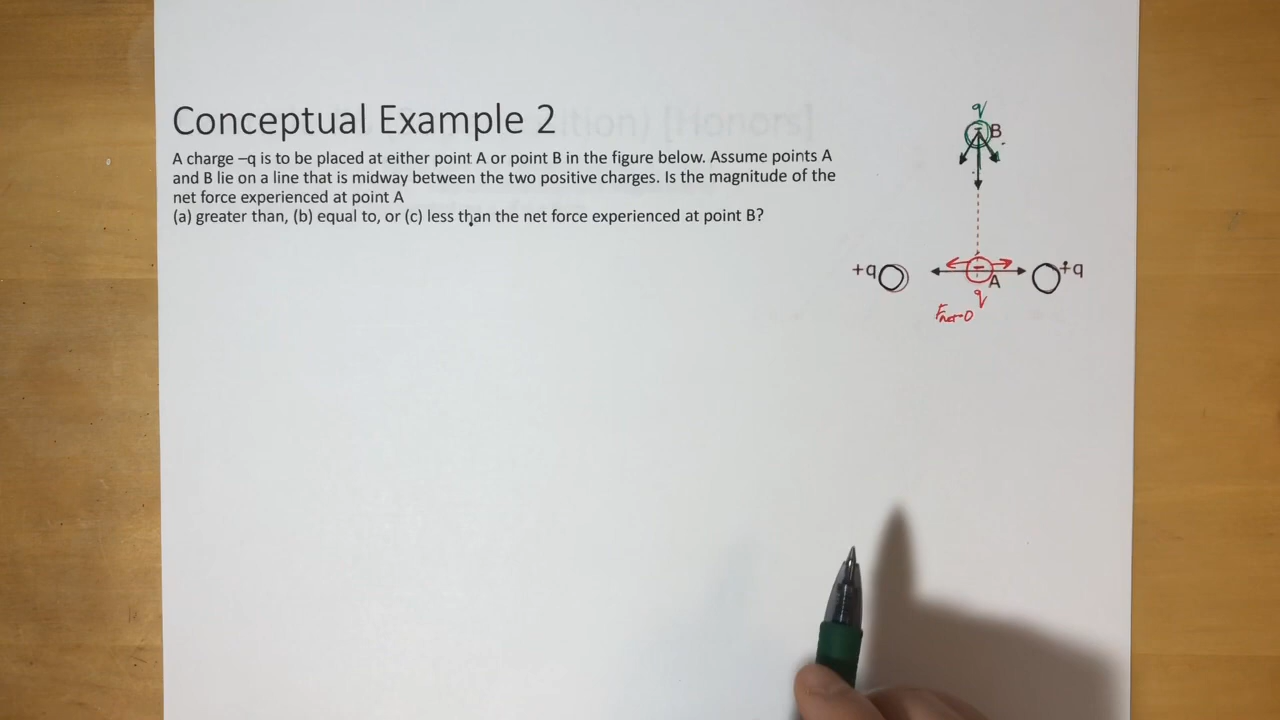 Conceptual Example 2
A charge –q is to be placed at either point A or point B in the figure below. Assume points A
and B lie on a line that is midway between the two positive charges. Is the magnitude of the
net force experienced at point A
(a) greater than, (b) equal to, or (c) less than the net force experienced at point B?
q
- B
+q - A +q
q
Fnet=0